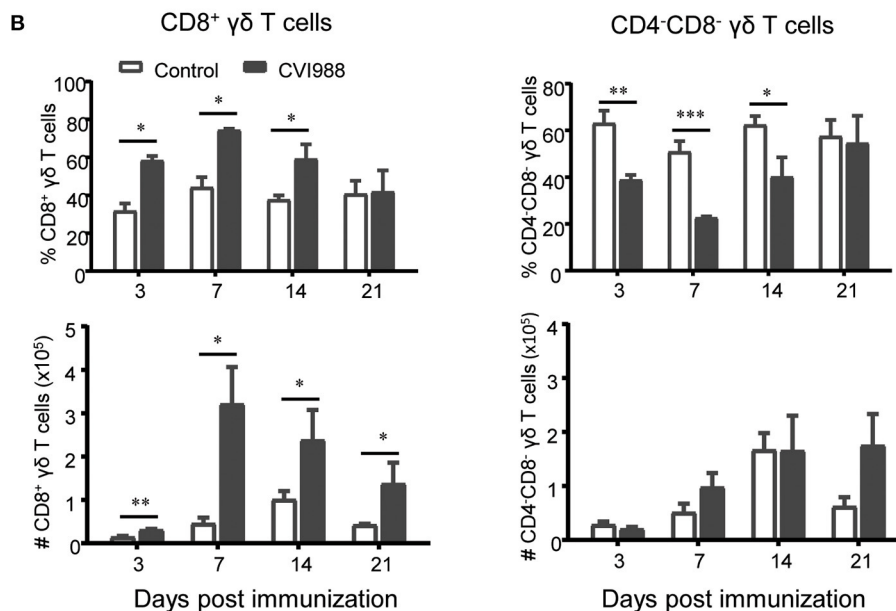 B
CD8⁺ γδ T cells
CD4⁻CD8⁻ γδ T cells
Control CVI988
% CD8⁺ γδ T cells
100
80
60
40
20
0
* * *
3 7 14 21
% CD4⁻CD8⁻ γδ T cells
80
60
40
20
0
** *** *
3 7 14 21
# CD8⁺ γδ T cells (x10⁵)
5
4
3
2
1
0
** * * *
3 7 14 21
Days post immunization
# CD4⁻CD8⁻ γδ T cells (x10⁵)
4
3
2
1
0
3 7 14 21
Days post immunization